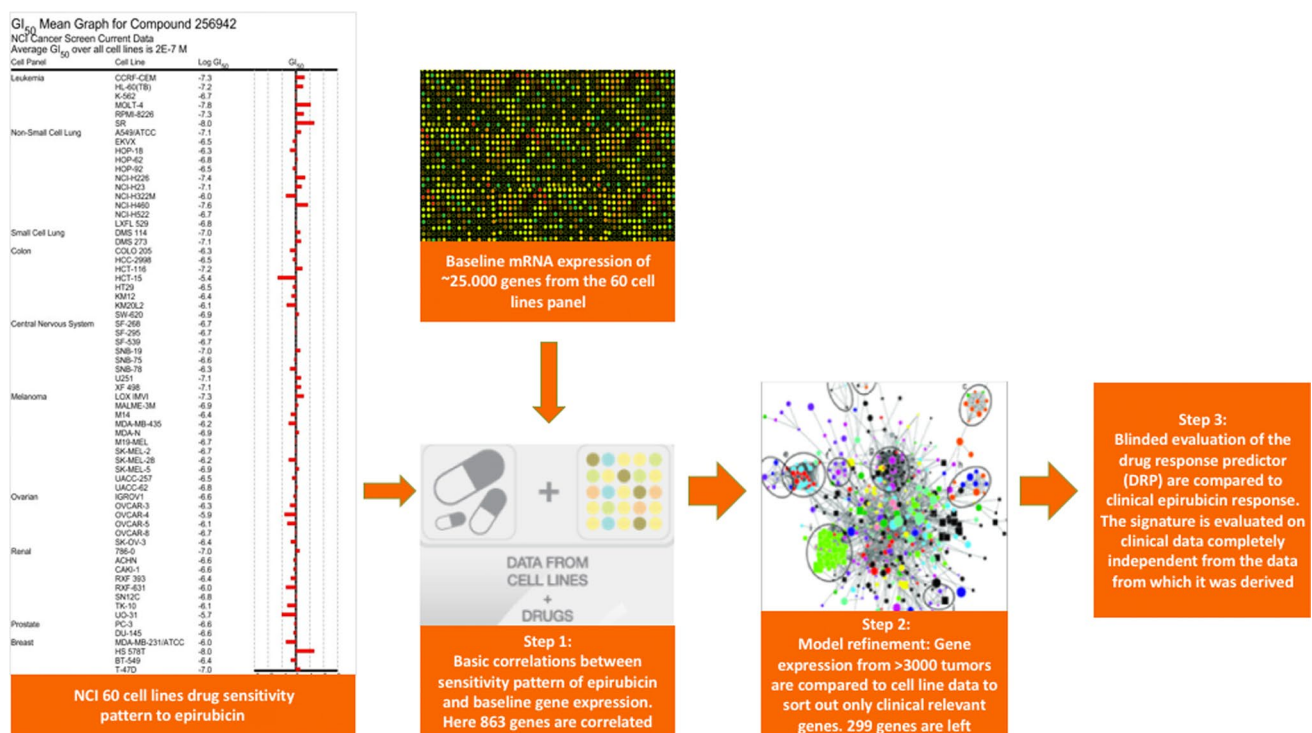 GI50 Mean Graph for Compound 256942
NCI Cancer Screen Current Data
Average GI50 over all cell lines is 2E-7 M
Cell Panel Cell Line Log GI50 GI50
Leukemia CCRF-CEM -7.3
HL-60(TB) -7.2
K-562 -6.7
MOLT-4 -7.8
RPMI-8226 -7.3
SR -8.0
Non-Small Cell Lung A549/ATCC -7.1
EKVX -6.5
HOP-18 -6.3
HOP-62 -6.8
HOP-92 -6.5
NCI-H226 -7.4
NCI-H23 -7.1
NCI-H322M -6.0
NCI-H460 -7.6
NCI-H522 -6.7
LXFL 529 -6.8
Small Cell Lung DMS 114 -7.0
DMS 273 -7.1
Colon COLO 205 -6.3
HCC-2998 -6.5
HCT-116 -7.2
HCT-15 -5.4
HT29 -6.5
KM12 -6.4
KM20L2 -6.1
SW-620 -6.9
Central Nervous System SF-268 -6.7
SF-295 -6.7
SF-539 -6.7
SNB-19 -7.0
SNB-75 -6.6
SNB-78 -6.3
U251 -7.1
XF 498 -7.1
Melanoma LOX IMVI -7.3
MALME-3M -6.9
M14 -6.4
MDA-MB-435 -6.2
MDA-N -6.9
M19-MEL -6.7
SK-MEL-2 -6.7
SK-MEL-28 -6.2
SK-MEL-5 -6.9
UACC-257 -6.5
UACC-62 -6.8
Ovarian IGROV1 -6.6
OVCAR-3 -6.3
OVCAR-4 -5.9
OVCAR-5 -6.1
OVCAR-8 -6.7
SK-OV-3 -6.4
Renal 786-0 -7.0
ACHN -6.6
CAKI-1 -6.6
RXF 393 -6.4
RXF-631 -6.0
SN12C -6.8
TK-10 -6.1
UO-31 -5.7
Prostate PC-3 -6.6
DU-145 -6.6
Breast MDA-MB-231/ATCC -6.0
HS 578T -8.0
BT-549 -6.4
T-47D -7.0
NCI 60 cell lines drug sensitivity
pattern to epirubicin
Baseline mRNA expression of
~25.000 genes from the 60 cell
lines panel
DATA FROM
CELL LINES
+
DRUGS
Step 1:
Basic correlations between
sensitivity pattern of epirubicin
and baseline gene expression.
Here 863 genes are correlated
Step 2:
Model refinement: Gene
expression from >3000 tumors
are compared to cell line data to
sort out only clinical relevant
genes. 299 genes are left
Step 3:
Blinded evaluation of the
drug response predictor
(DRP) are compared to
clinical epirubicin response.
The signature is evaluated on
clinical data completely
independent from the data
from which it was derived